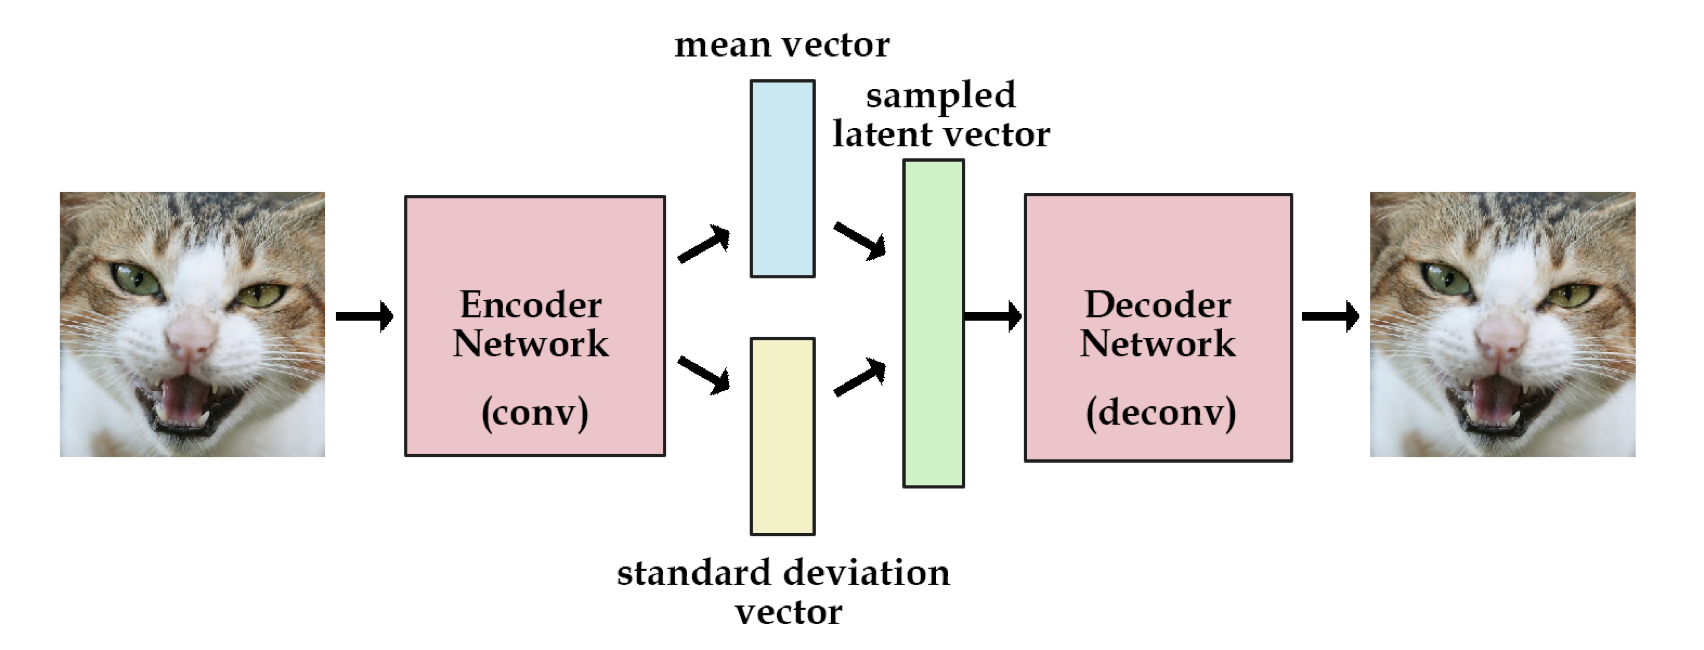 mean vector
sampled
latent vector
Encoder
Network
(conv)
Decoder
Network
(deconv)
standard deviation
vector